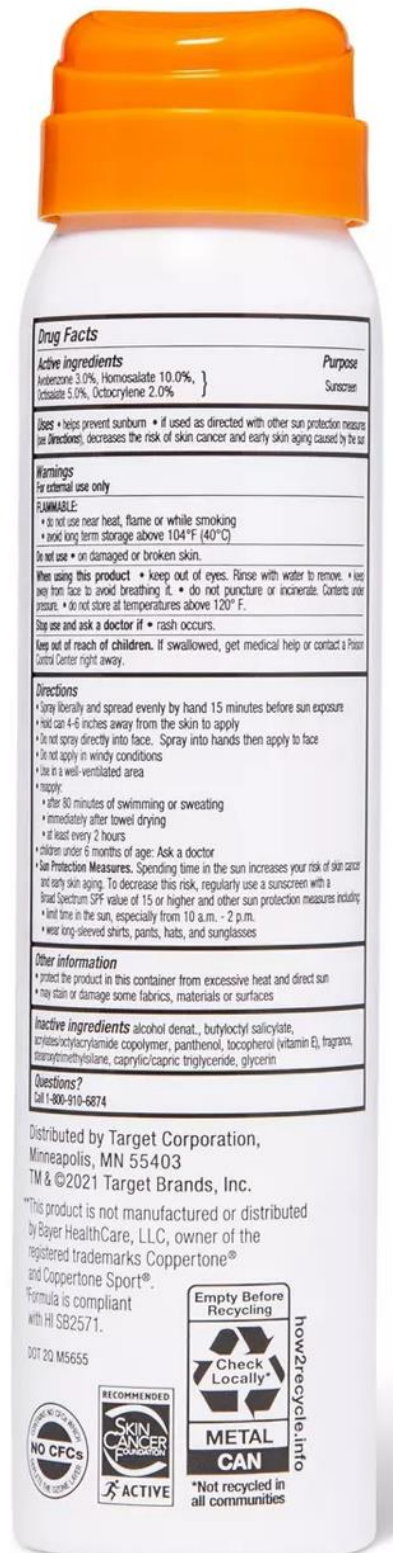 Drug Facts
Active ingredients Purpose
Avobenzone 3.0%, Homosalate 10.0%,
Octisalate 5.0%, Octocrylene 2.0% } Sunscreen
Uses • helps prevent sunburn • if used as directed with other sun protection measures
(see Directions), decreases the risk of skin cancer and early skin aging caused by the sun
Warnings
For external use only
FLAMMABLE:
• do not use near heat, flame or while smoking
• avoid long term storage above 104°F (40°C)
Do not use • on damaged or broken skin.
When using this product • keep out of eyes. Rinse with water to remove. • keep
away from face to avoid breathing it. • do not puncture or incinerate. Contents under
pressure. • do not store at temperatures above 120° F.
Stop use and ask a doctor if • rash occurs.
Keep out of reach of children. If swallowed, get medical help or contact a Poison
Control Center right away.
Directions
• Spray liberally and spread evenly by hand 15 minutes before sun exposure
• Hold can 4-6 inches away from the skin to apply
• Do not spray directly into face. Spray into hands then apply to face
• Do not apply in windy conditions
• Use in a well-ventilated area
• reapply:
• after 80 minutes of swimming or sweating
• immediately after towel drying
• at least every 2 hours
• children under 6 months of age: Ask a doctor
• Sun Protection Measures. Spending time in the sun increases your risk of skin cancer
and early skin aging. To decrease this risk, regularly use a sunscreen with a
Broad Spectrum SPF value of 15 or higher and other sun protection measures including:
• limit time in the sun, especially from 10 a.m. - 2 p.m.
• wear long-sleeved shirts, pants, hats, and sunglasses
Other information
• protect the product in this container from excessive heat and direct sun
• may stain or damage some fabrics, materials or surfaces
Inactive ingredients alcohol denat., butyloctyl salicylate,
acrylates/octylacrylamide copolymer, panthenol, tocopherol (vitamin E), fragrance,
stearoxytrimethylsilane, caprylic/capric triglyceride, glycerin
Questions?
Call 1-800-910-6874
Distributed by Target Corporation,
Minneapolis, MN 55403
TM & ©2021 Target Brands, Inc.
**This product is not manufactured or distributed
by Bayer HealthCare, LLC, owner of the
registered trademarks Coppertone®
and Coppertone Sport®.
*Formula is compliant
with HI SB2571.
DOT 2Q M5655
CONTAINS NO CFCs WHICH
NO CFCs
DEPLETE THE OZONE LAYER
RECOMMENDED
SKIN
CANCER
FOUNDATION
ACTIVE
Empty Before
Recycling
Check
Locally*
METAL
CAN
*Not recycled in
all communities
how2recycle.info